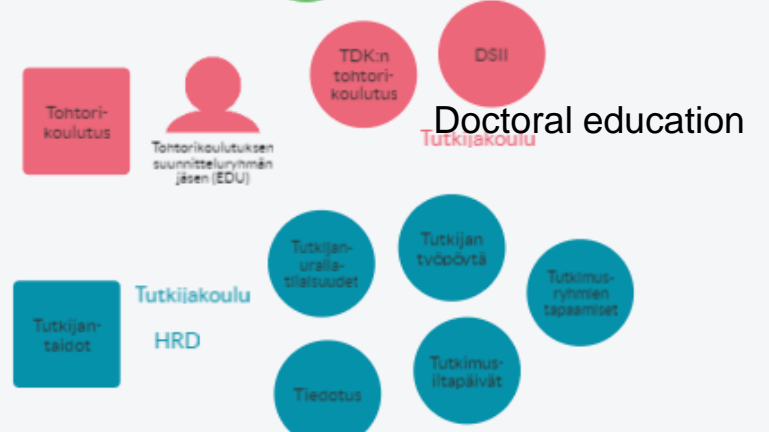 TDK:n
tohtori-
koulutus
DSII
Tohtori-
koulutus
Doctoral education
Tutkijakoulu
Tohtorikoulutuksen
suunnitteluryhmän
jäsen (EDU)
Tutkijan-
uralla-
tilaisuudet
Tutkijan
työpöytä
Tutkimus-
ryhmien
tapaamiset
Tutkijakoulu
HRD
Tutkijan-
taidot
Tiedotus
Tutkimus-
iltapäivät